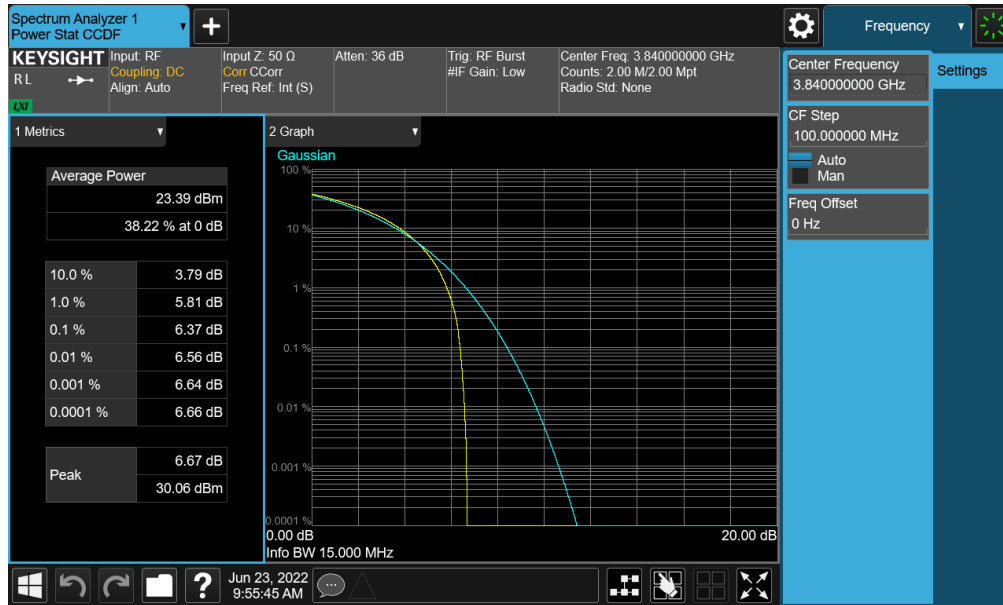 Spectrum Analyzer 1
Power Stat CCDF
Frequency
KEYSIGHT
R L
LXI
Input: RF
Coupling: DC
Align: Auto
Input Z: 50 Ω
Corr CCorr
Freq Ref: Int (S)
Atten: 36 dB
Trig: RF Burst
#IF Gain: Low
Center Freq: 3.840000000 GHz
Counts: 2.00 M/2.00 Mpt
Radio Std: None
Center Frequency
3.840000000 GHz
Settings
CF Step
100.000000 MHz
Auto
Man
Freq Offset
0 Hz
1 Metrics
Average Power
23.39 dBm
38.22 % at 0 dB
10.0 % 3.79 dB
1.0 % 5.81 dB
0.1 % 6.37 dB
0.01 % 6.56 dB
0.001 % 6.64 dB
0.0001 % 6.66 dB
Peak
6.67 dB
30.06 dBm
2 Graph
Gaussian
100 %
10 %
1 %
0.1 %
0.01 %
0.001 %
0.0001 %
0.00 dB 20.00 dB
Info BW 15.000 MHz
?
Jun 23, 2022
9:55:45 AM